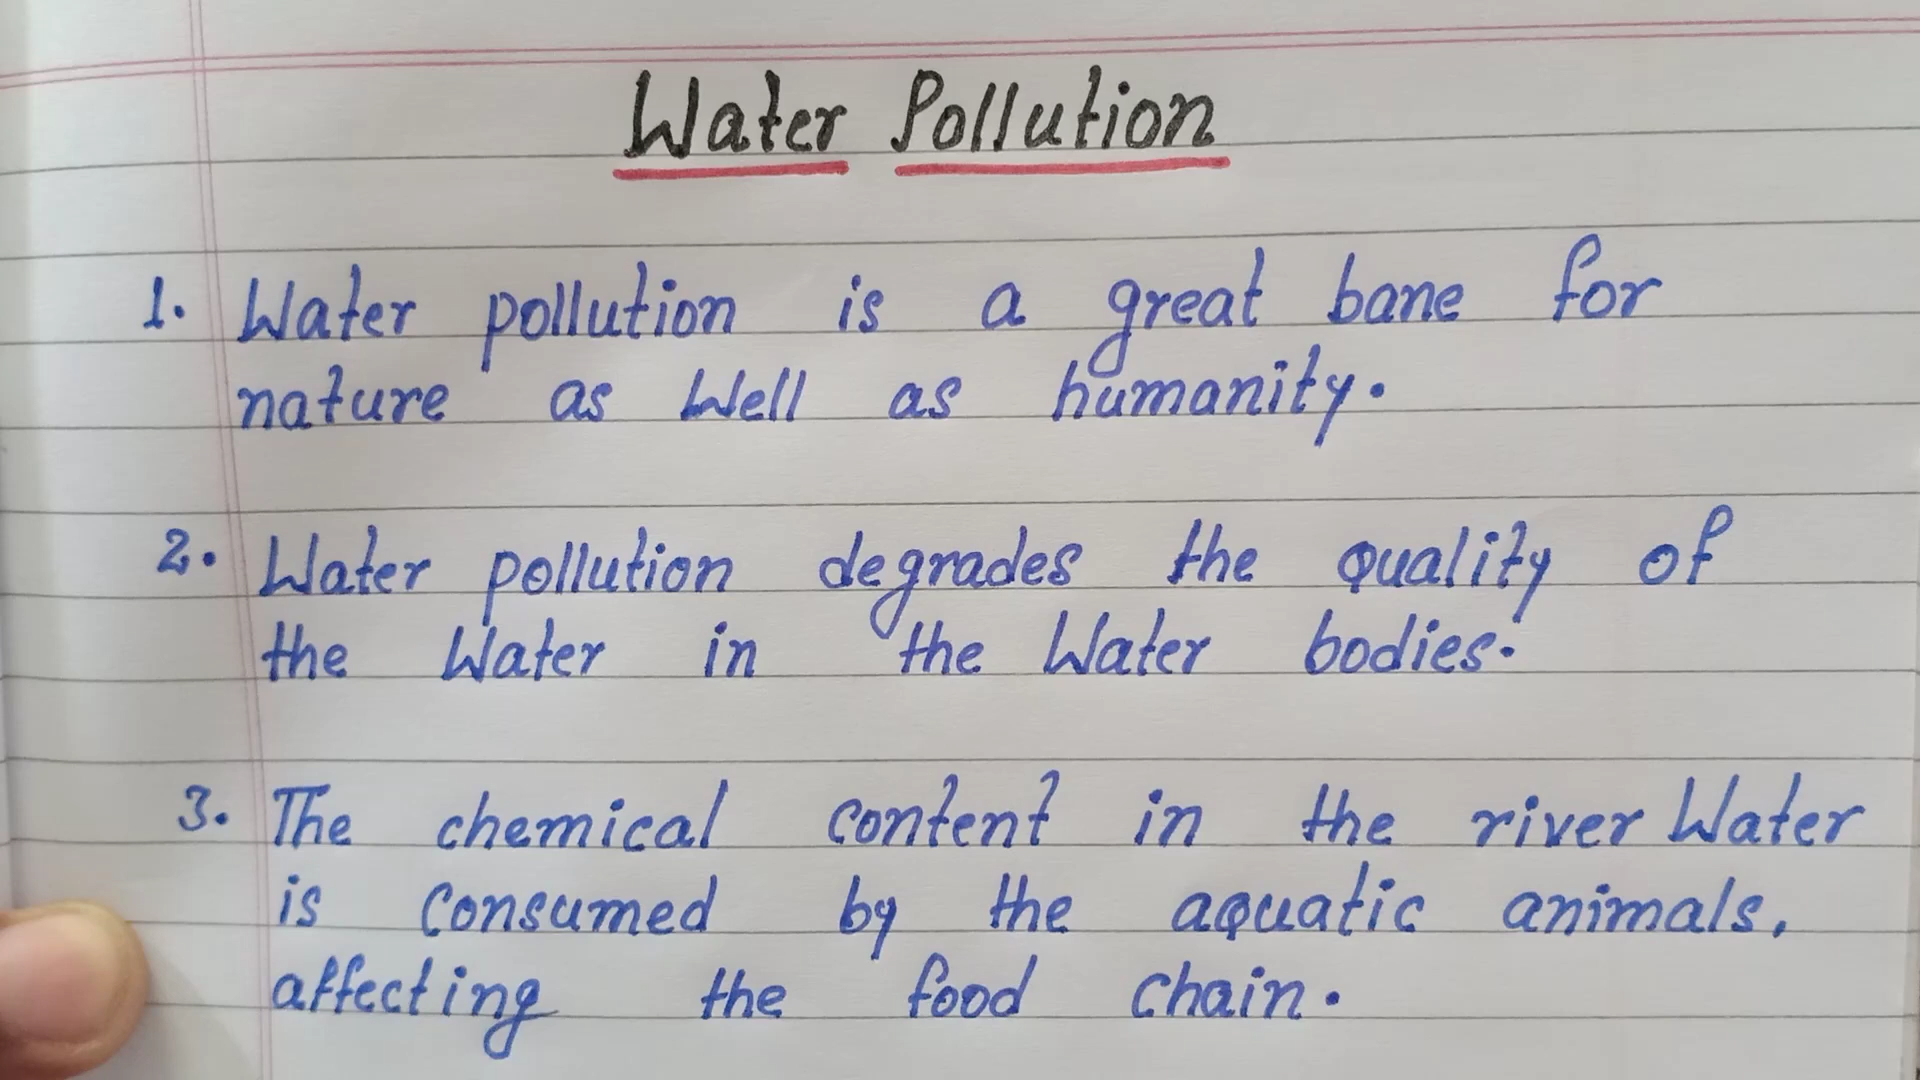 Water Pollution
1. Water pollution is a great bane for
nature as well as humanity.
2. Water pollution degrades the quality of
the Water in the Water bodies.
3. The chemical content in the river Water
is consumed by the aquatic animals,
affecting the food chain.